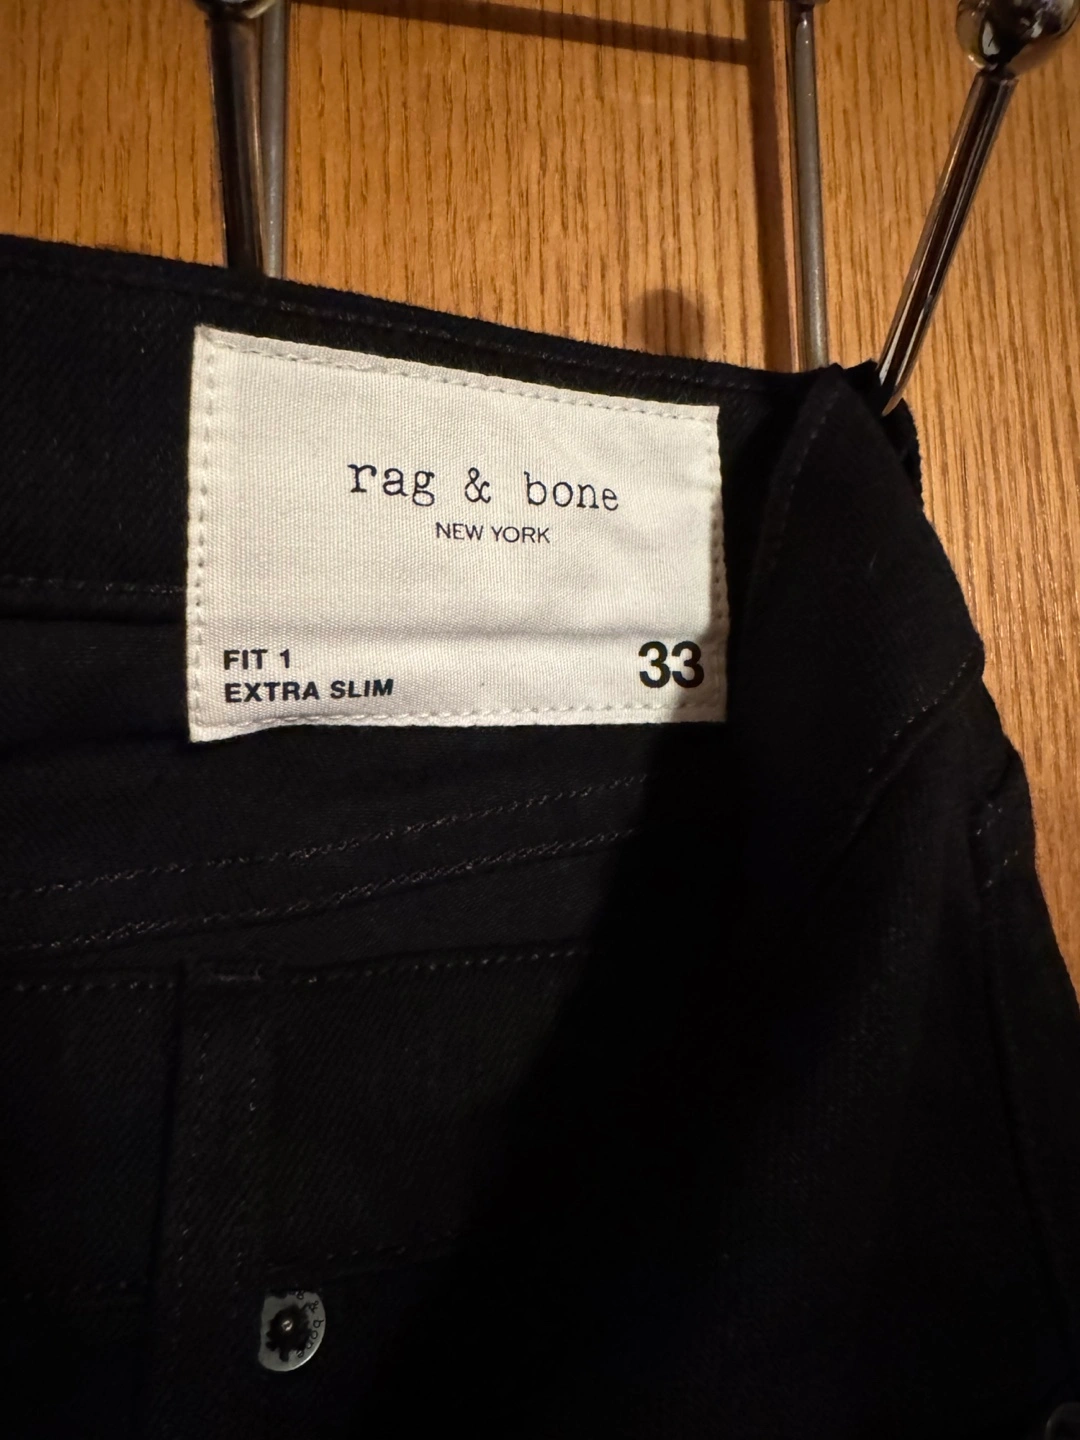 rag & bone
NEW YORK
FIT 1
EXTRA SLIM
33